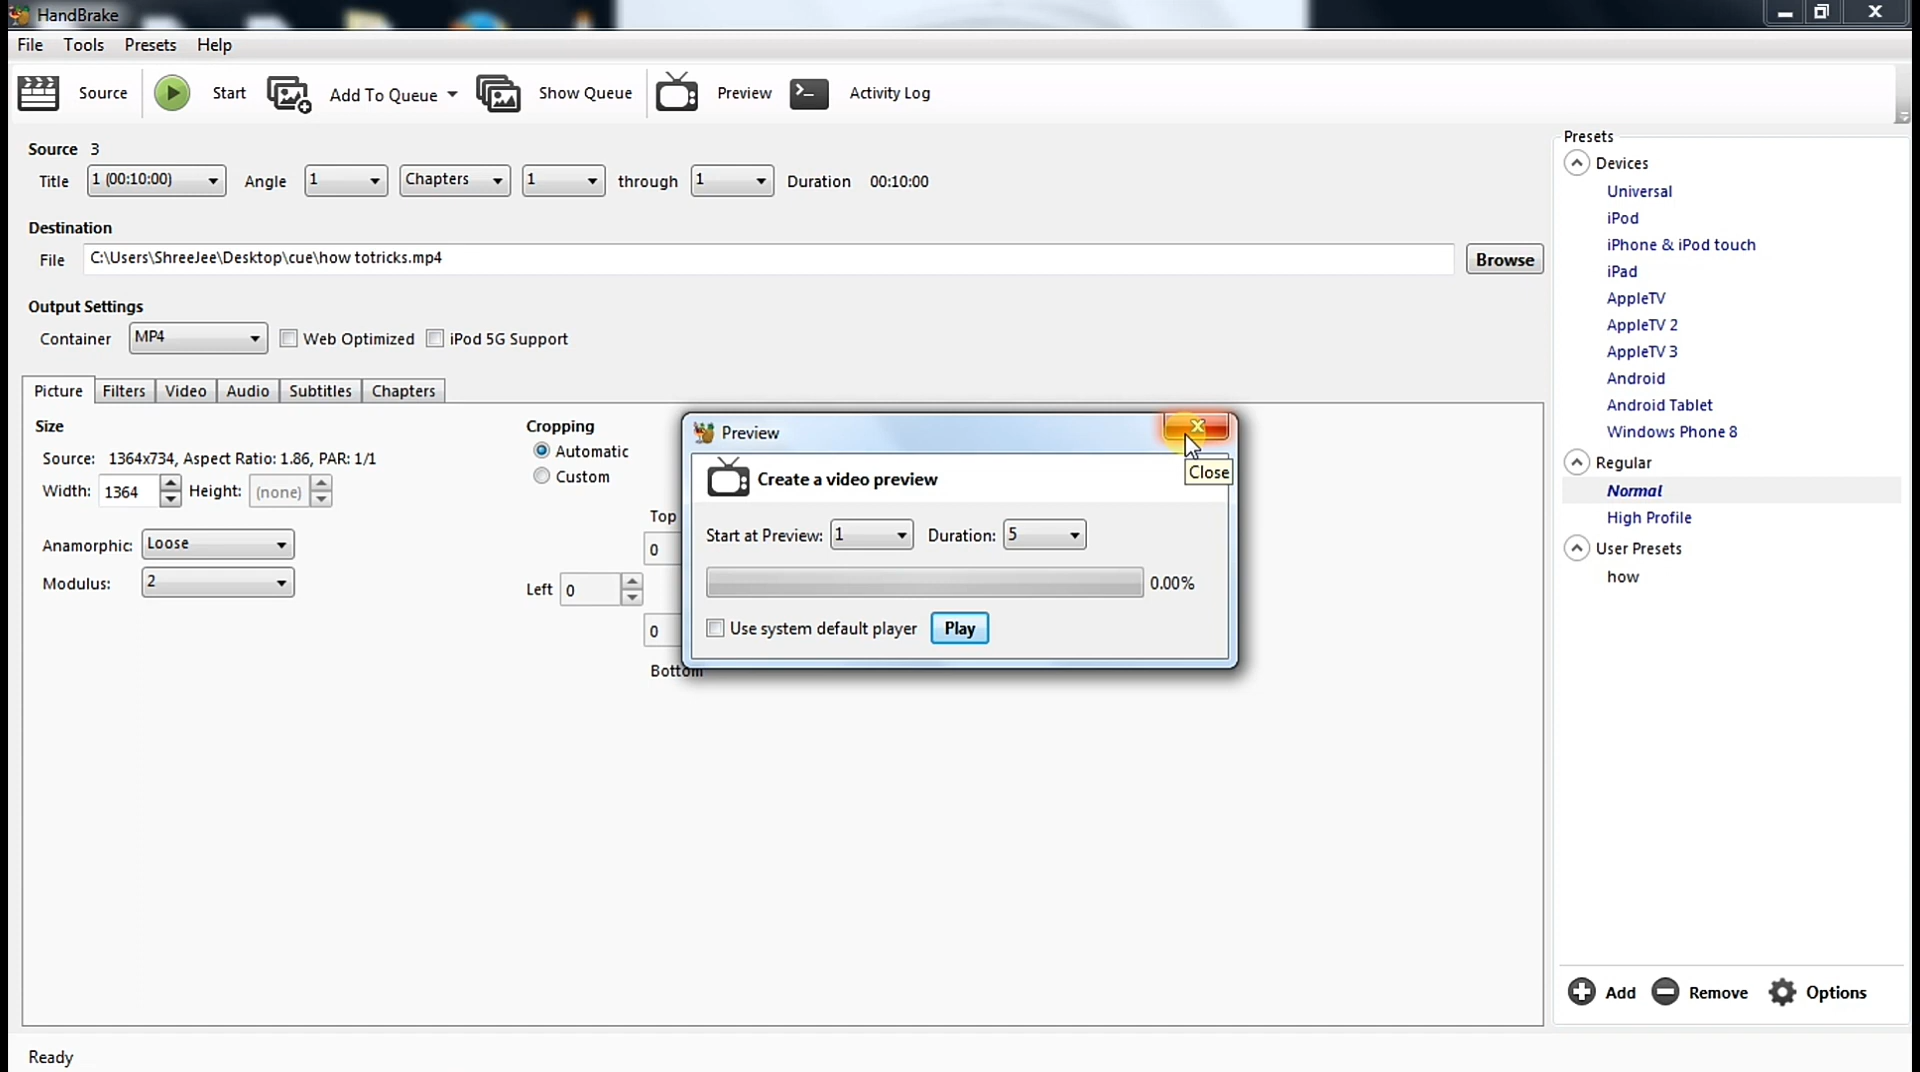 HandBrake
File Tools Presets Help
Source Start Add To Queue Show Queue Preview Activity Log
Source 3
Title 1 (00:10:00) Angle 1 Chapters 1 through 1 Duration 00:10:00
Destination
File C:\Users\ShreeJee\Desktop\cue\how totricks.mp4 Browse
Output Settings
Container MP4 Web Optimized iPod 5G Support
Picture Filters Video Audio Subtitles Chapters
Size
Source: 1364x734, Aspect Ratio: 1.86, PAR: 1/1
Width: 1364 Height: (none)
Anamorphic: Loose
Modulus: 2
Cropping
Automatic
Custom
Top
0
Left 0
0
Bottom
Preview
Close
Create a video preview
Start at Preview: 1 Duration: 5
0.00%
Use system default player Play
Presets
Devices
Universal
iPod
iPhone & iPod touch
iPad
AppleTV
AppleTV 2
AppleTV 3
Android
Android Tablet
Windows Phone 8
Regular
Normal
High Profile
User Presets
how
Add Remove Options
Ready